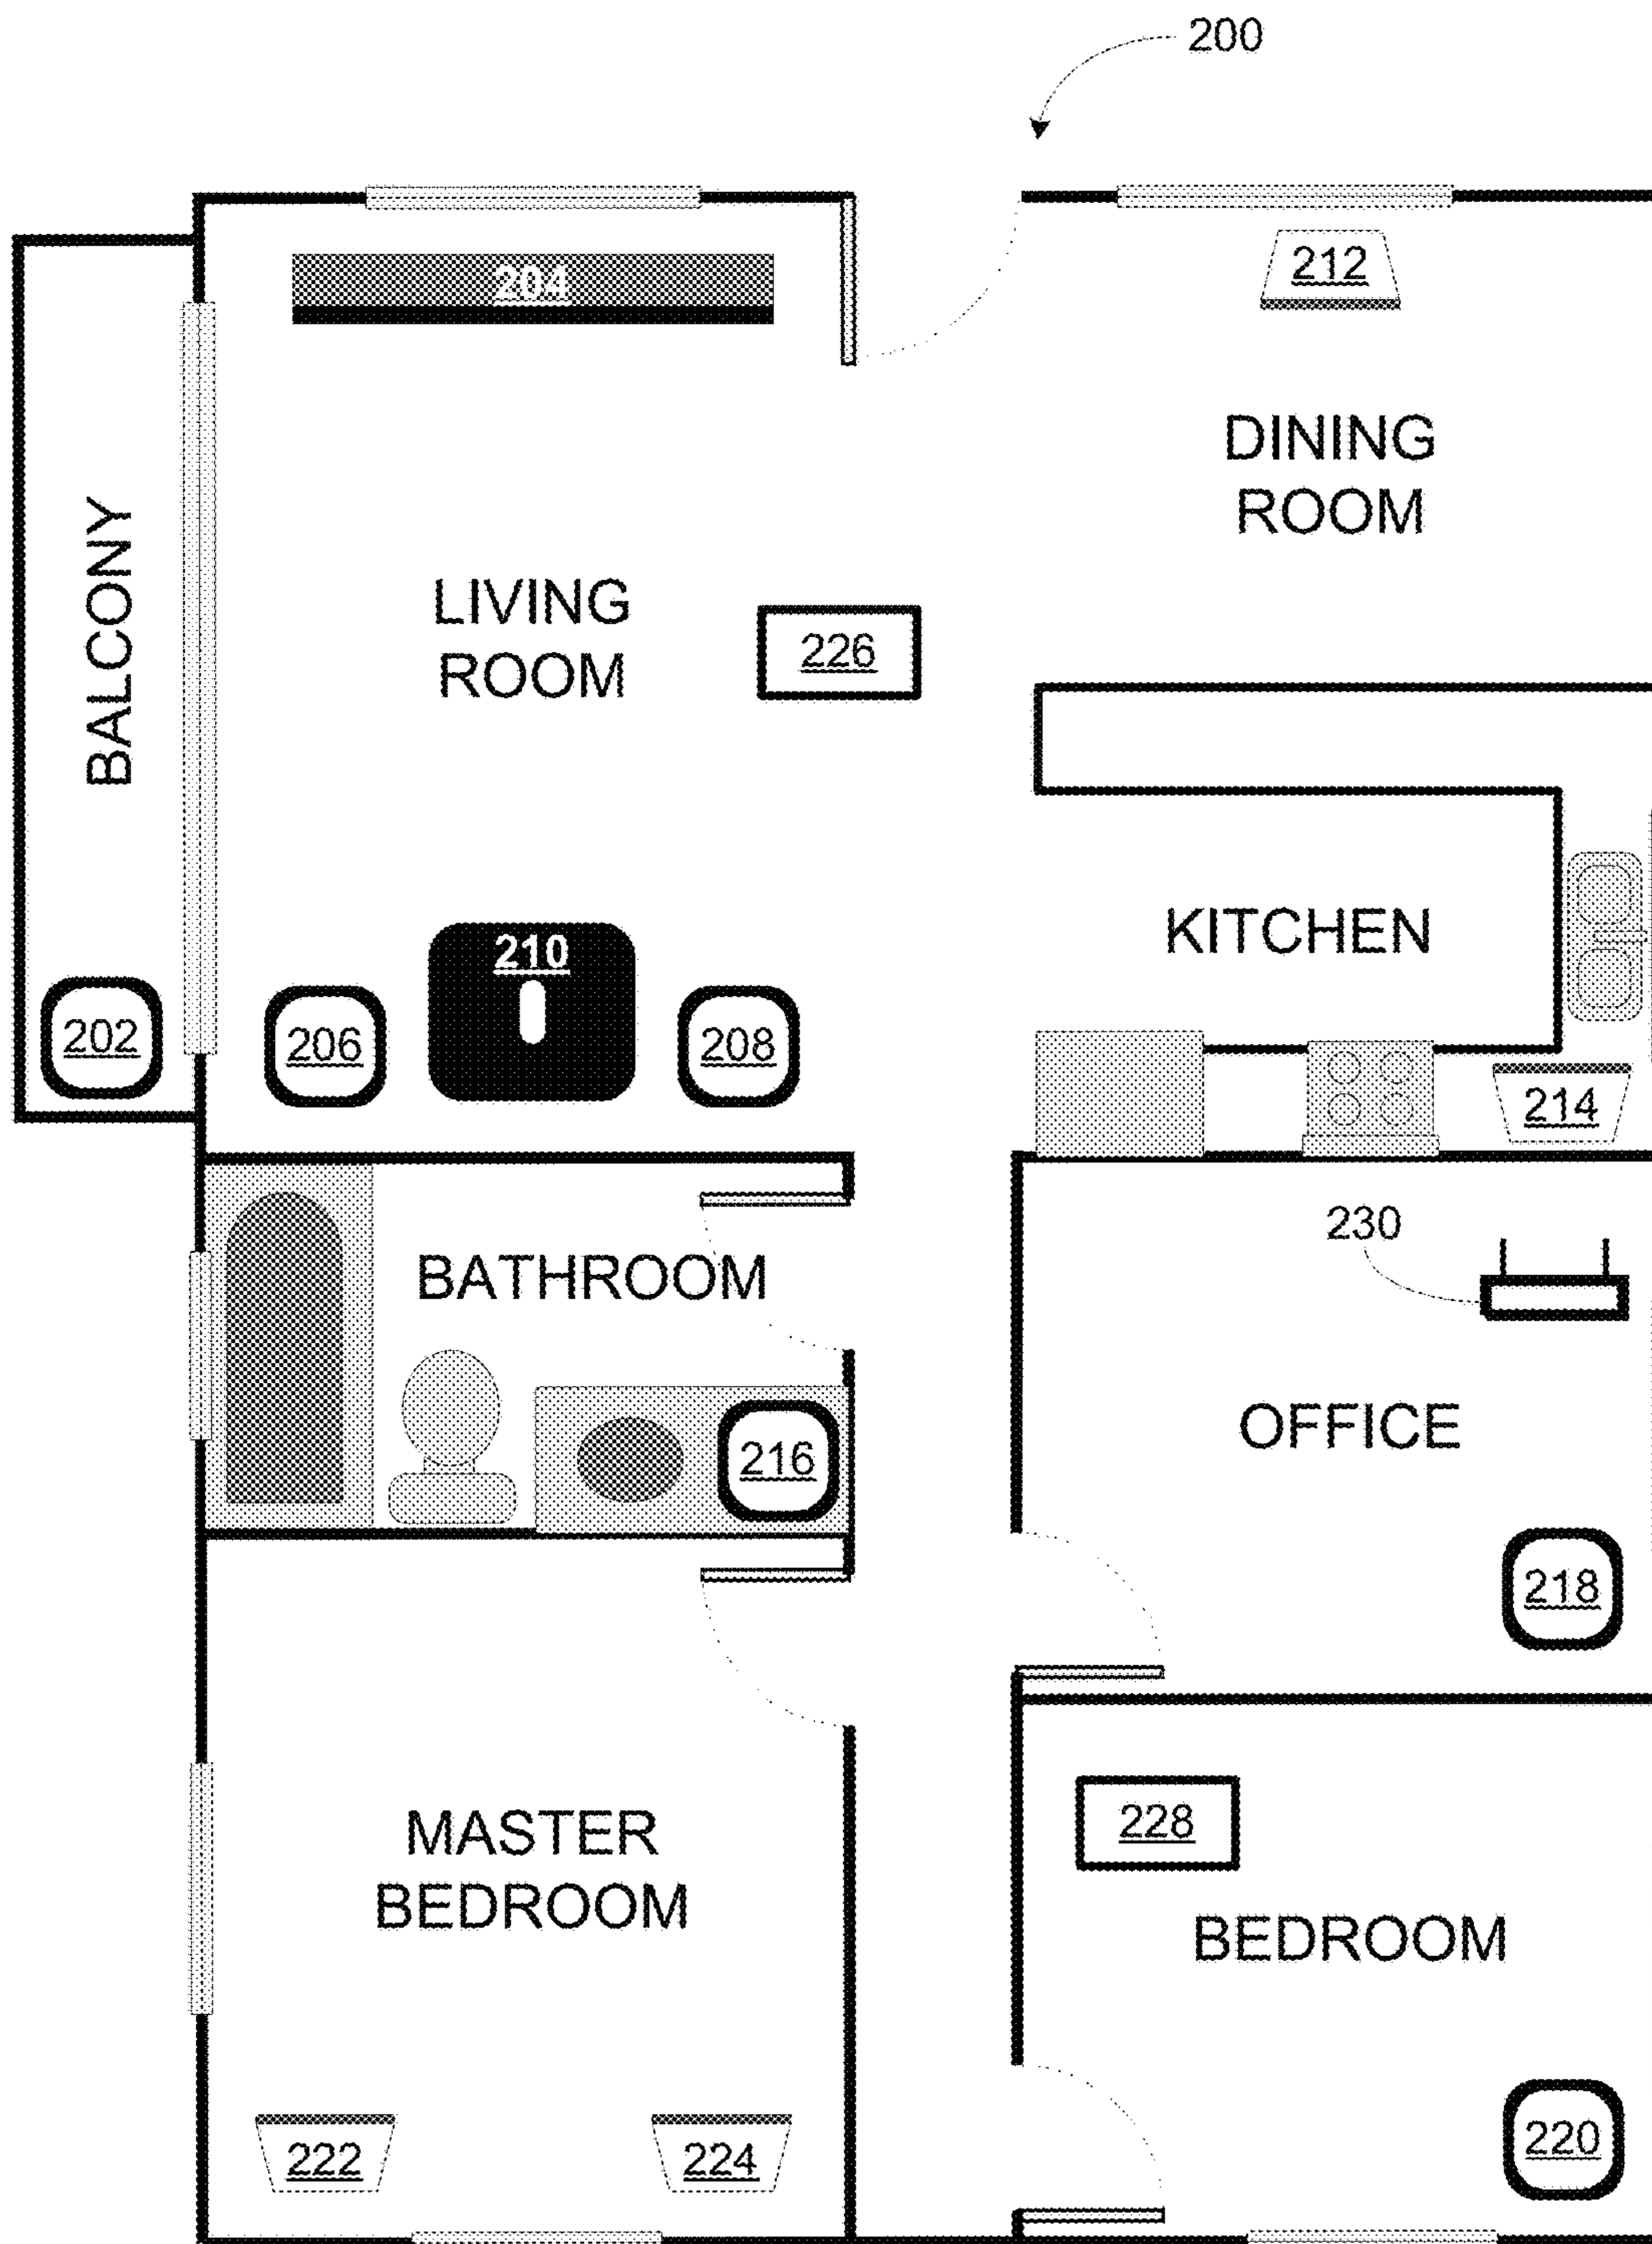 200
204
212
DINING
ROOM
BALCONY
LIVING
ROOM
226
KITCHEN
210
202
206
208
214
230
BATHROOM
OFFICE
216
218
MASTER
BEDROOM
228
BEDROOM
222
224
220